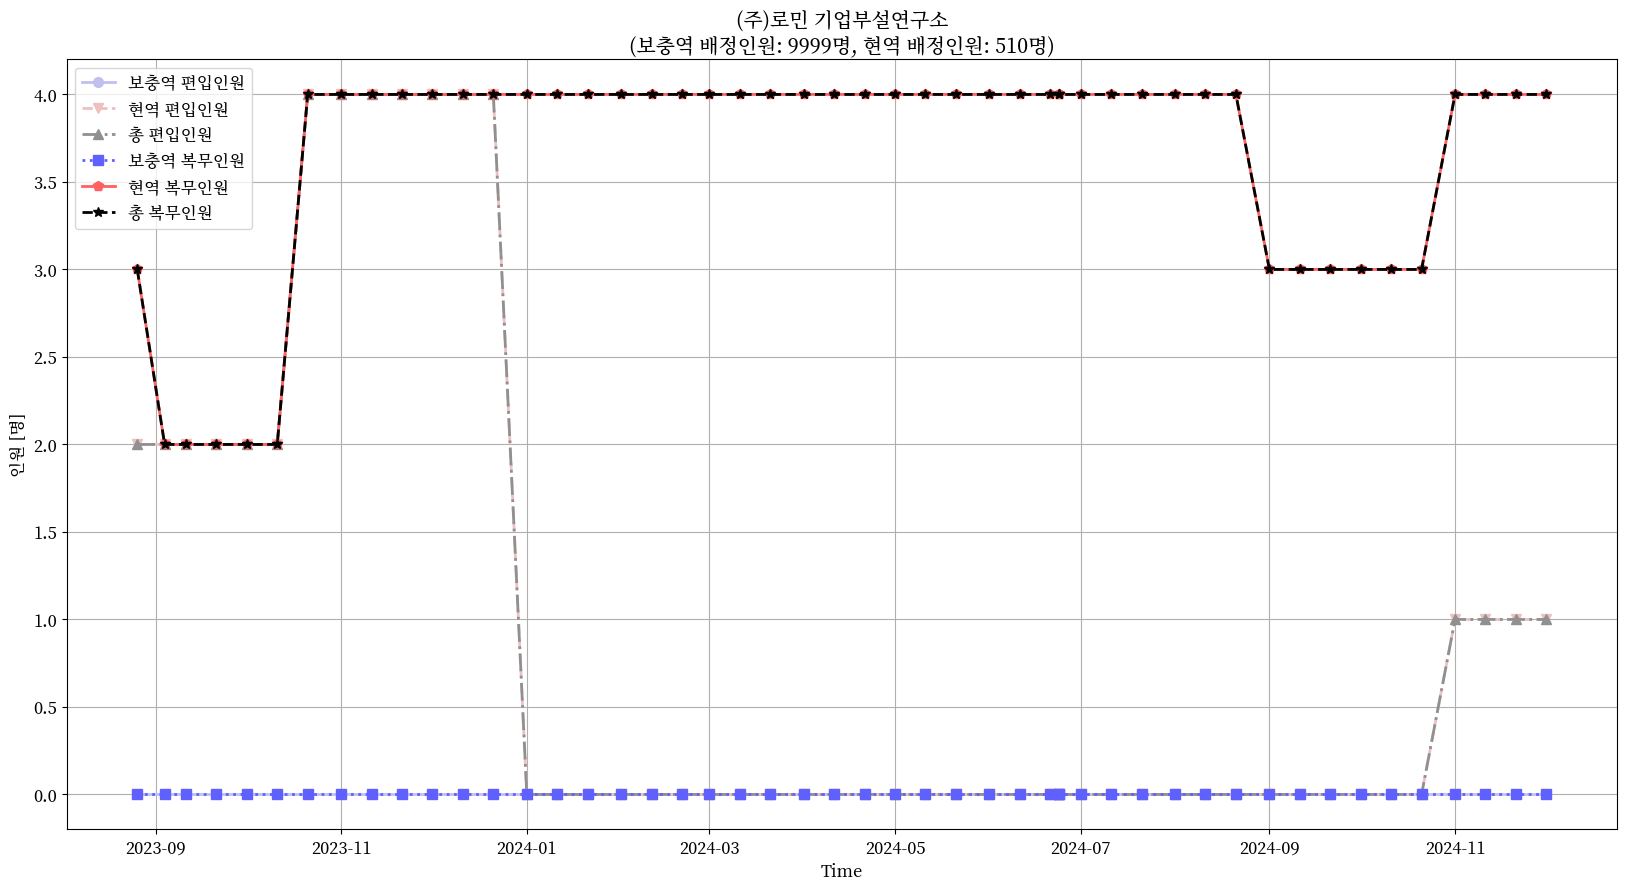 (주)로민 기업부설연구소
(보충역 배정인원: 9999명, 현역 배정인원: 510명)
보충역 편입인원
현역 편입인원
총 편입인원
보충역 복무인원
현역 복무인원
총 복무인원
4.0
3.5
3.0
2.5
2.0
1.5
1.0
0.5
0.0
인원 [명]
2023-09
2023-11
2024-01
2024-03
2024-05
2024-07
2024-09
2024-11
Time